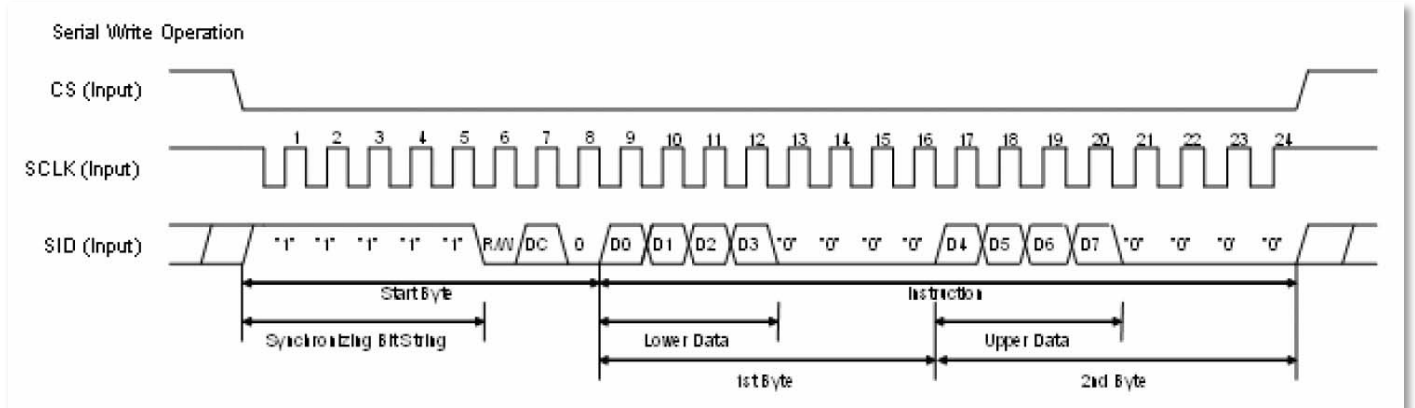 Serial Write Operation
CS (Input)
1 2 3 4 5 6 7 8 9 10 11 12 13 14 15 16 17 18 19 20 21 22 23 24
SCLK (Input)
SID (Input) "1" "1" "1" "1" "1" R/W DC 0 D0 D1 D2 D3 "0" "0" "0" "0" D4 D5 D6 D7 "0" "0" "0" "0"
Start Byte Instruction
Synchronizing Bit String Lower Data Upper Data
1st Byte 2nd Byte